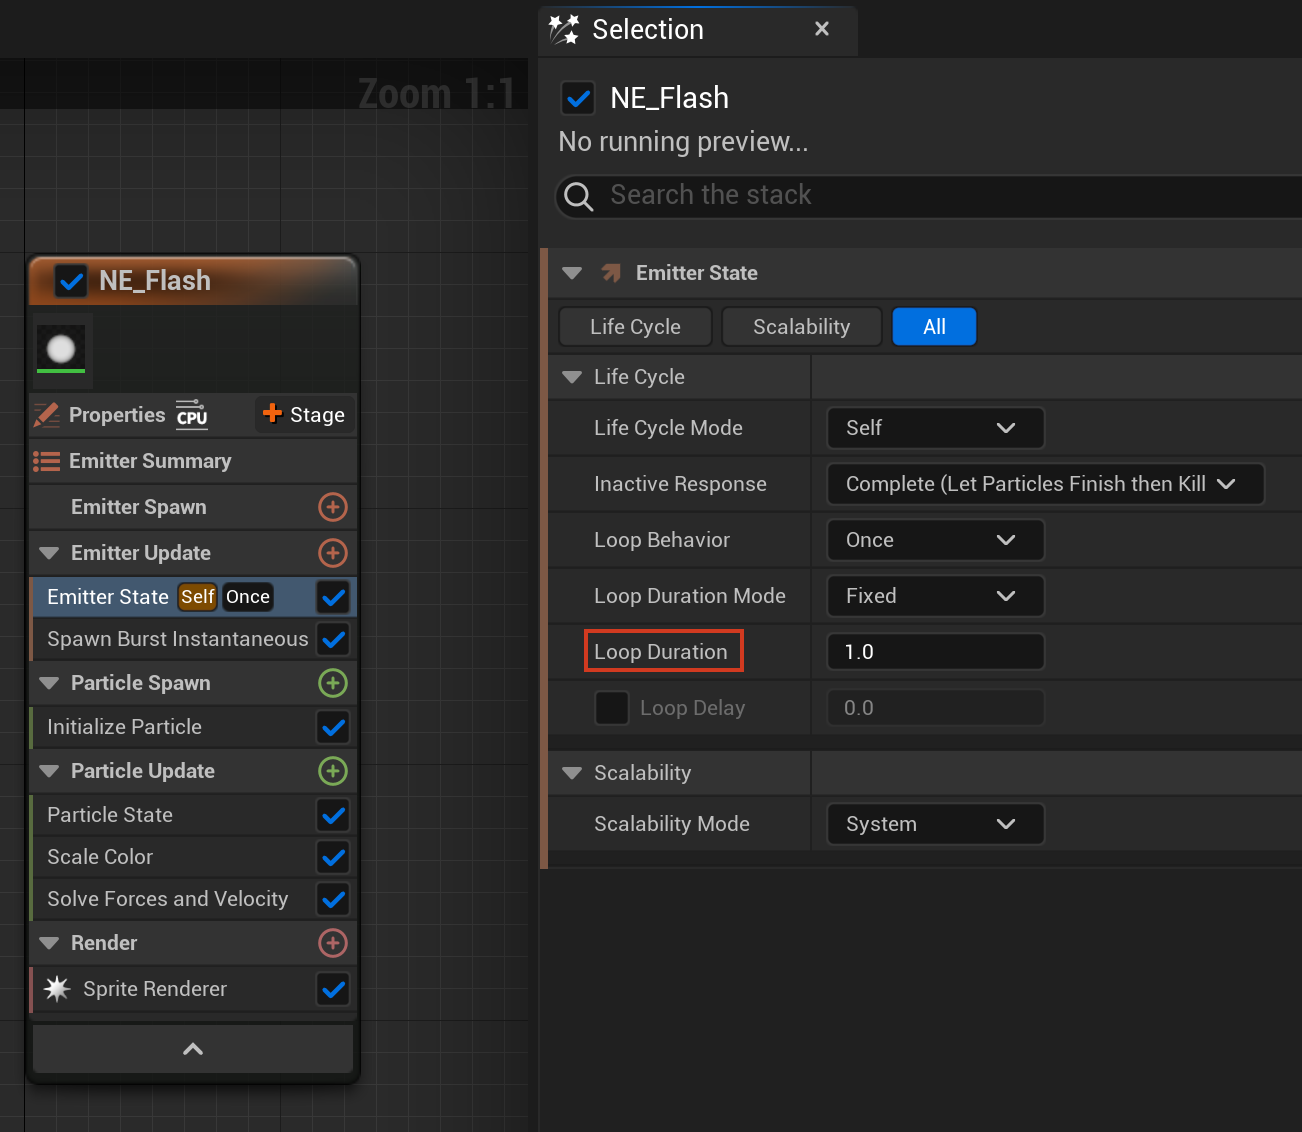 Zoom 1:1
NE_Flash
Properties CPU Stage
Emitter Summary
Emitter Spawn
Emitter Update
Emitter State Self Once
Spawn Burst Instantaneous
Particle Spawn
Initialize Particle
Particle Update
Particle State
Scale Color
Solve Forces and Velocity
Render
Sprite Renderer
Selection
NE_Flash
No running preview...
Search the stack
Emitter State
Life Cycle Scalability All
Life Cycle
Life Cycle Mode Self
Inactive Response Complete (Let Particles Finish then Kill
Loop Behavior Once
Loop Duration Mode Fixed
Loop Duration 1.0
Loop Delay 0.0
Scalability
Scalability Mode System